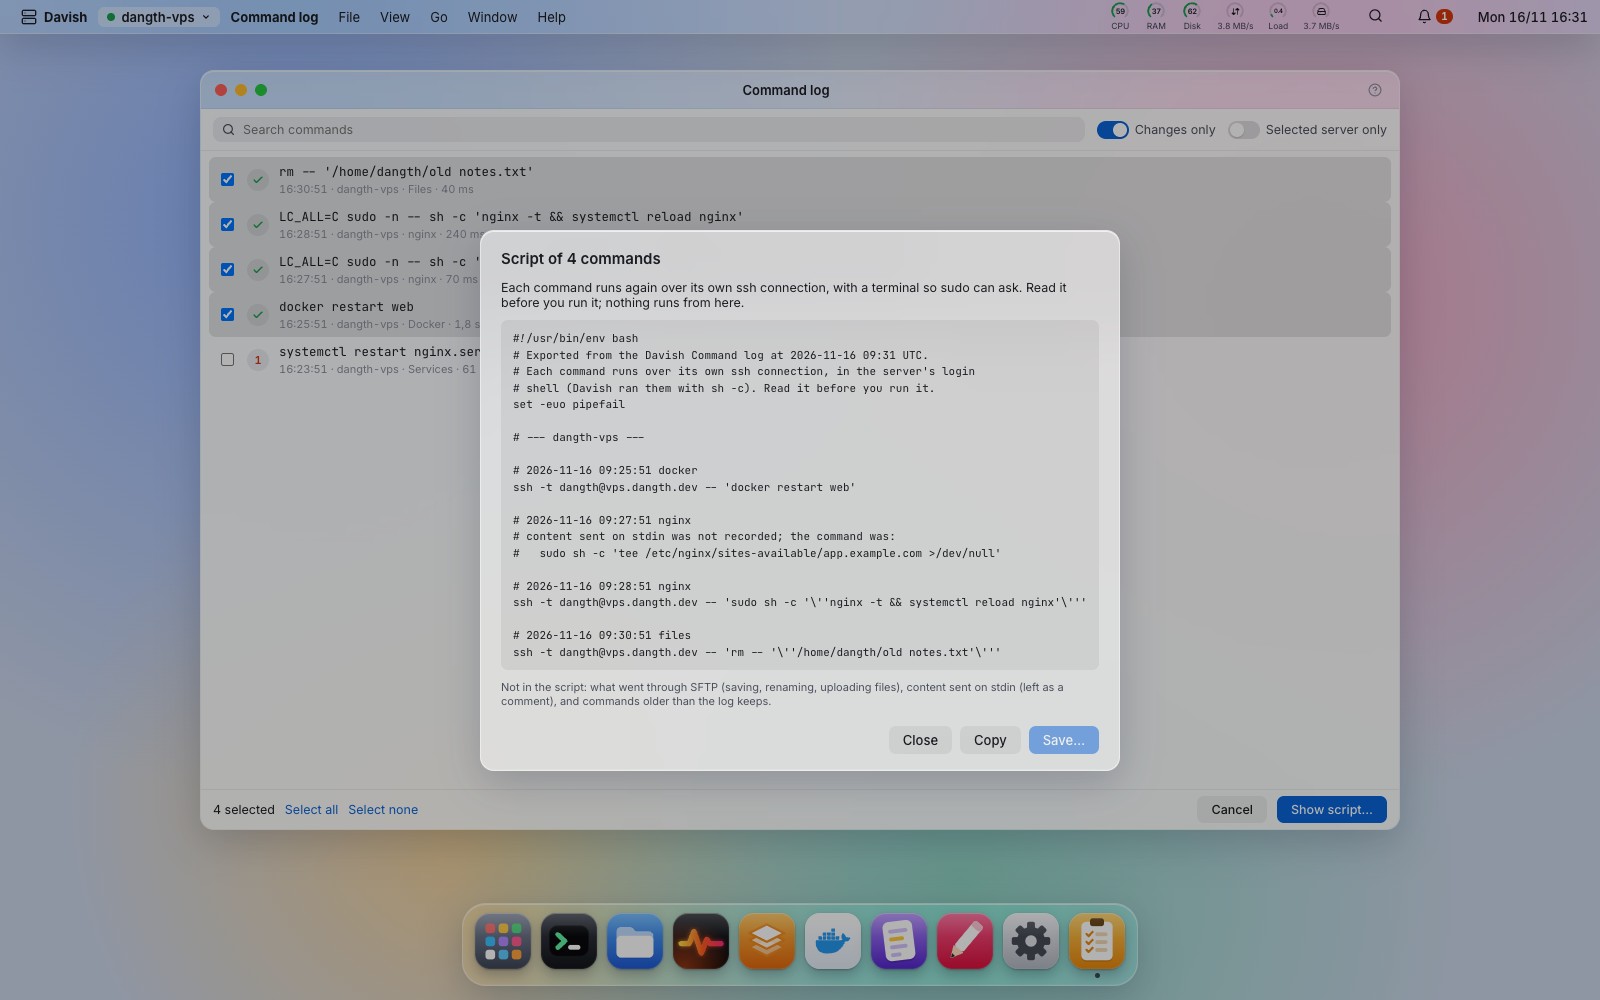 Davish dangth-vps Command log File View Go Window Help
59 37 62 0.4
CPU RAM Disk 3.8 MB/s Load 3.7 MB/s
1 Mon 16/11 16:31
Command log
Search commands
Changes only Selected server only
rm -- '/home/dangth/old notes.txt'
16:30:51 · dangth-vps · Files · 40 ms
LC_ALL=C sudo -n -- sh -c 'nginx -t && systemctl reload nginx'
16:28:51 · dangth-vps · nginx · 240 ms
LC_ALL=C sudo -n -- sh -c '
16:27:51 · dangth-vps · nginx · 70 ms
docker restart web
16:25:51 · dangth-vps · Docker · 1,8 s
1 systemctl restart nginx.ser
16:23:51 · dangth-vps · Services · 61
Script of 4 commands
Each command runs again over its own ssh connection, with a terminal so sudo can ask. Read it
before you run it; nothing runs from here.
#!/usr/bin/env bash
# Exported from the Davish Command log at 2026-11-16 09:31 UTC.
# Each command runs over its own ssh connection, in the server's login
# shell (Davish ran them with sh -c). Read it before you run it.
set -euo pipefail
# --- dangth-vps ---
# 2026-11-16 09:25:51 docker
ssh -t dangth@vps.dangth.dev -- 'docker restart web'
# 2026-11-16 09:27:51 nginx
# content sent on stdin was not recorded; the command was:
#   sudo sh -c 'tee /etc/nginx/sites-available/app.example.com >/dev/null'
# 2026-11-16 09:28:51 nginx
ssh -t dangth@vps.dangth.dev -- 'sudo sh -c '\''nginx -t && systemctl reload nginx'\'''
# 2026-11-16 09:30:51 files
ssh -t dangth@vps.dangth.dev -- 'rm -- '\''/home/dangth/old notes.txt'\'''
Not in the script: what went through SFTP (saving, renaming, uploading files), content sent on stdin (left as a
comment), and commands older than the log keeps.
Close Copy Save...
4 selected Select all Select none
Cancel Show script...